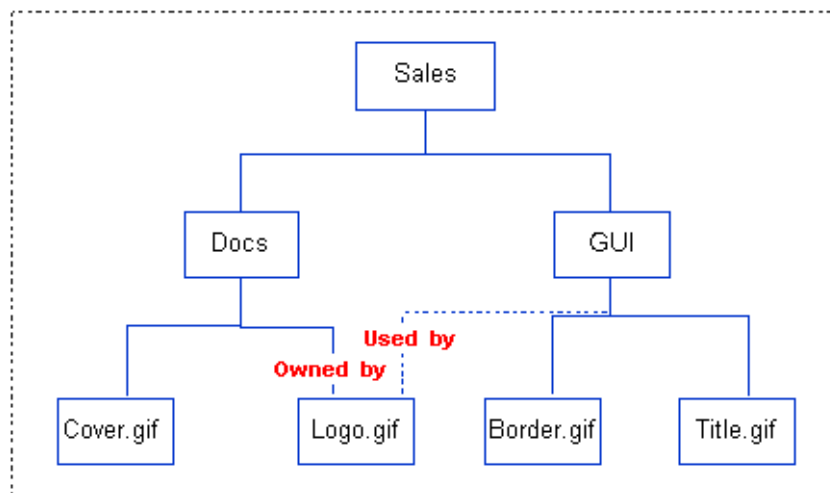 Sales
Docs
GUI
Used by
Owned by
Cover.gif
Logo.gif
Border.gif
Title.gif